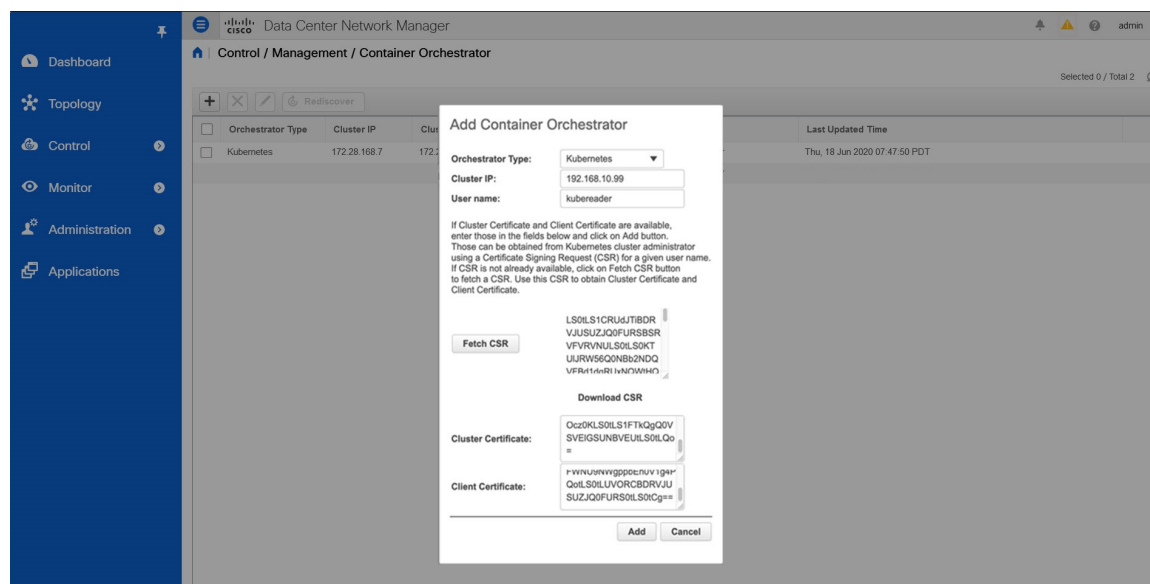 cisco Data Center Network Manager
admin
Control / Management / Container Orchestrator
Selected 0 / Total 2
Dashboard
Topology
Control
Monitor
Administration
Applications
Rediscover
Orchestrator Type
Cluster IP
Last Updated Time
Kubernetes
172.28.168.7
Thu, 18 Jun 2020 07:47:50 PDT
Add Container Orchestrator
Orchestrator Type:
Kubernetes
Cluster IP:
192.168.10.99
User name:
kubereader
If Cluster Certificate and Client Certificate are available,
enter those in the fields below and click on Add button.
Those can be obtained from Kubernetes cluster administrator
using a Certificate Signing Request (CSR) for a given user name.
If CSR is not already available, click on Fetch CSR button
to fetch a CSR. Use this CSR to obtain Cluster Certificate and
Client Certificate.
Fetch CSR
LS0tLS1CRUdJTiBDR
VJUSUZJQ0FURSBSR
VFVRVNULS0tLS0KT
UlJRW56Q0NBb2NDQ
Download CSR
Cluster Certificate:
Ocz0KLS0tLS1FTkQgQ0V
SVElGSUNBVEUtLS0tLQo
=
Client Certificate:
QotLS0tLUVORCBDRVJU
SUZJQ0FURS0tLS0tCg==
Add
Cancel